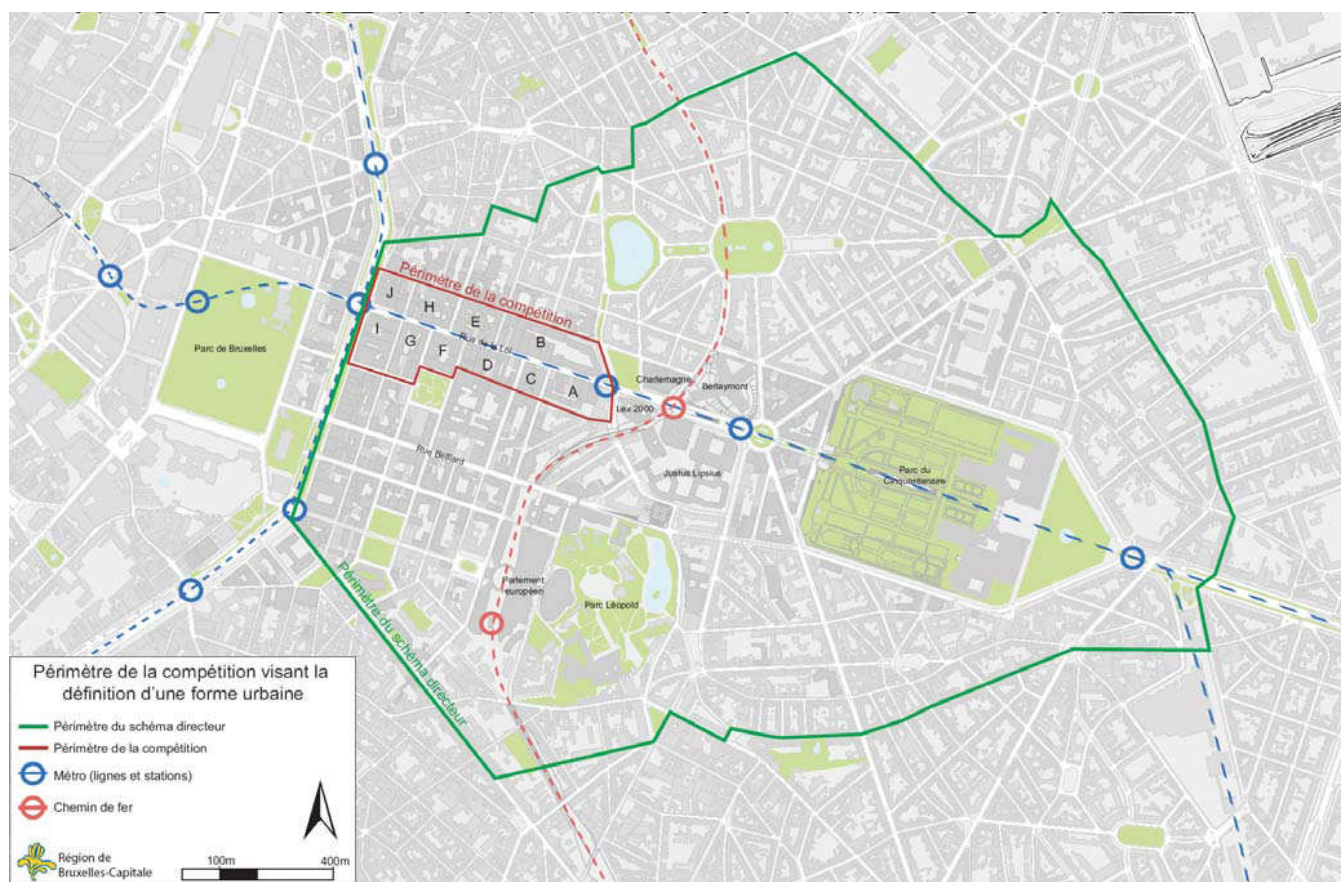 Périmètre de la compétition
J
H
E
B
I
G
F
D
C
A
Rue de la Loi
Parc de Bruxelles
Charlemagne
Berlaymont
Lex 2000
Rue Belliard
Justus Lipsius
Parc du
Cinquantenaire
Parlement
européen
Parc Léopold
Périmètre du schéma directeur
Périmètre de la compétition visant la
définition d'une forme urbaine
Périmètre du schéma directeur
Périmètre de la compétition
Métro (lignes et stations)
Chemin de fer
Région de
Bruxelles-Capitale
100m
400m